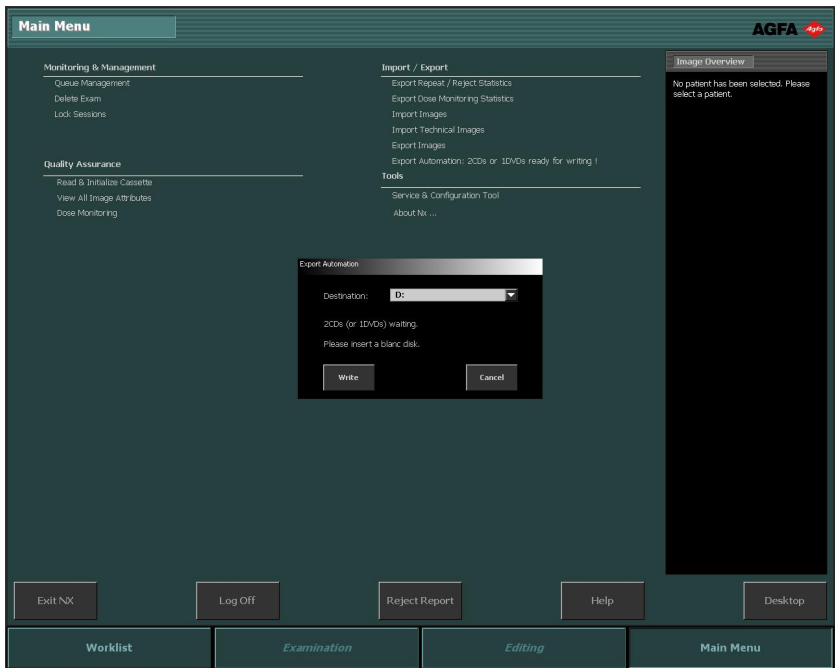 Main Menu
AGFA
Agfa
Monitoring & Management
Queue Management
Delete Exam
Lock Sessions
Quality Assurance
Read & Initialize Cassette
View All Image Attributes
Dose Monitoring
Import / Export
Export Repeat / Reject Statistics
Export Dose Monitoring Statistics
Import Images
Import Technical Images
Export Images
Export Automation: 2CDs or 1DVDs ready for writing !
Tools
Service & Configuration Tool
About Nx ...
Image Overview
No patient has been selected. Please
select a patient.
Export Automation
Destination:
D:
2CDs (or 1DVDs) waiting.
Please insert a blanc disk.
Write
Cancel
Exit NX
Log Off
Reject Report
Help
Desktop
Worklist
Examination
Editing
Main Menu